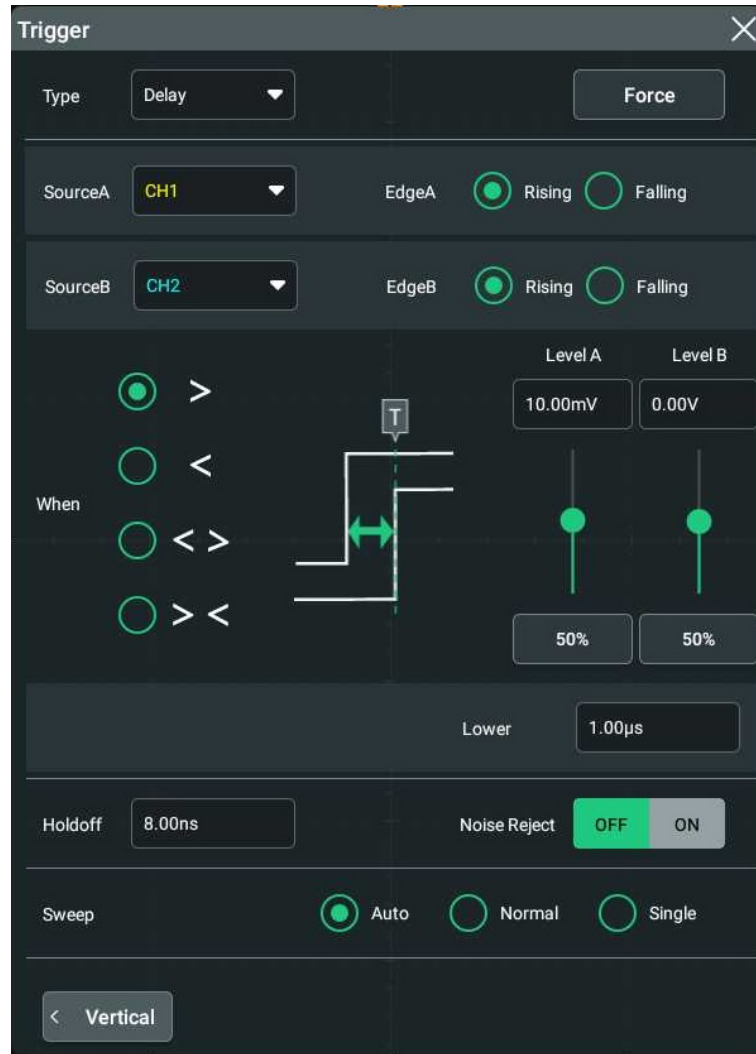 Trigger
Type Delay Force
SourceA CH1 EdgeA Rising Falling
SourceB CH2 EdgeB Rising Falling
Level A Level B
> 10.00mV 0.00V
T
<
When
< >
> <
50% 50%
Lower 1.00µs
Holdoff 8.00ns Noise Reject OFF ON
Sweep Auto Normal Single
< Vertical